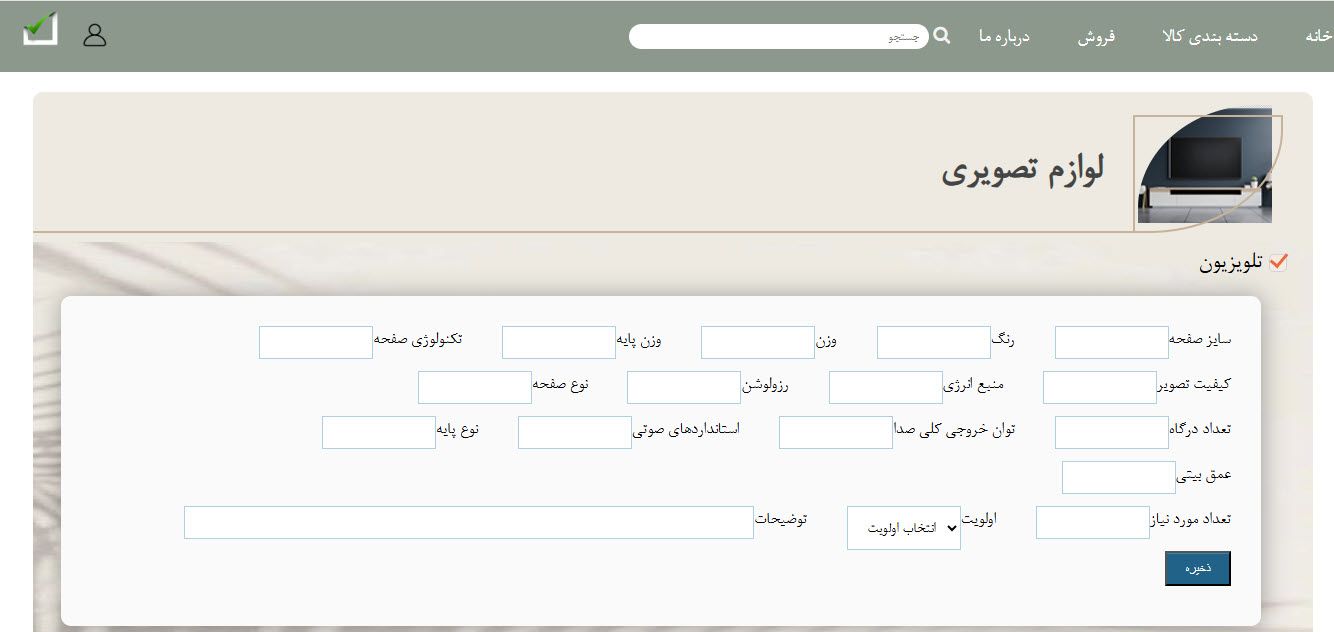 خانه دسته بندی کالا فروش درباره ما جستجو
لوازم تصویری
تلویزیون
سایز صفحه رنگ وزن وزن پایه تکنولوژی صفحه
کیفیت تصویر منبع انرژی رزولوشن نوع صفحه
تعداد درگاه توان خروجی کلی صدا استانداردهای صوتی نوع پایه
عمق بیتی
تعداد مورد نیاز اولویت انتخاب اولویت توضیحات
ذخیره